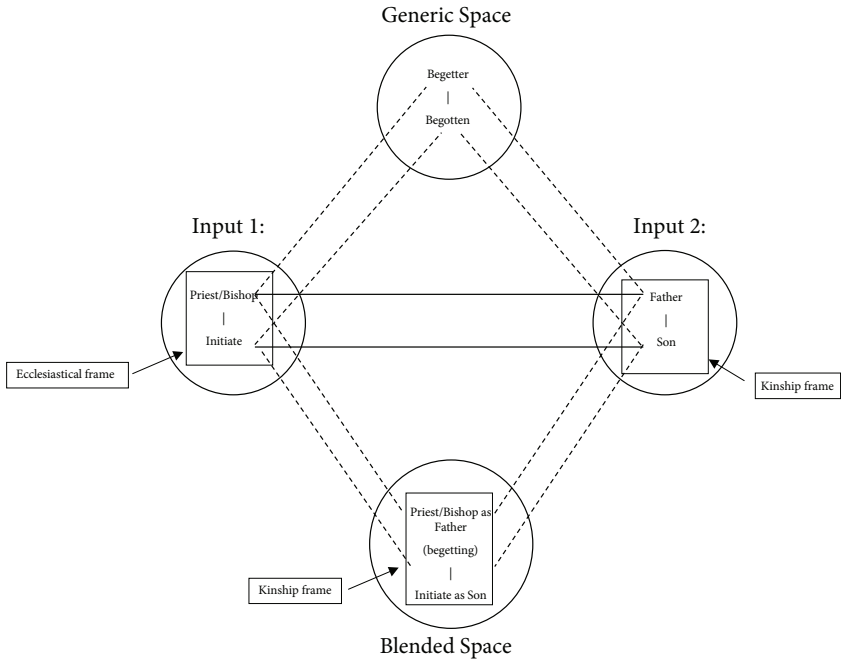 Generic Space
Begetter
|
Begotten
Input 1:
Input 2:
Priest/Bishop
|
Initiate
Father
|
Son
Ecclesiastical frame
Kinship frame
Priest/Bishop as
Father
(begetting)
|
Initiate as Son
Kinship frame
Blended Space